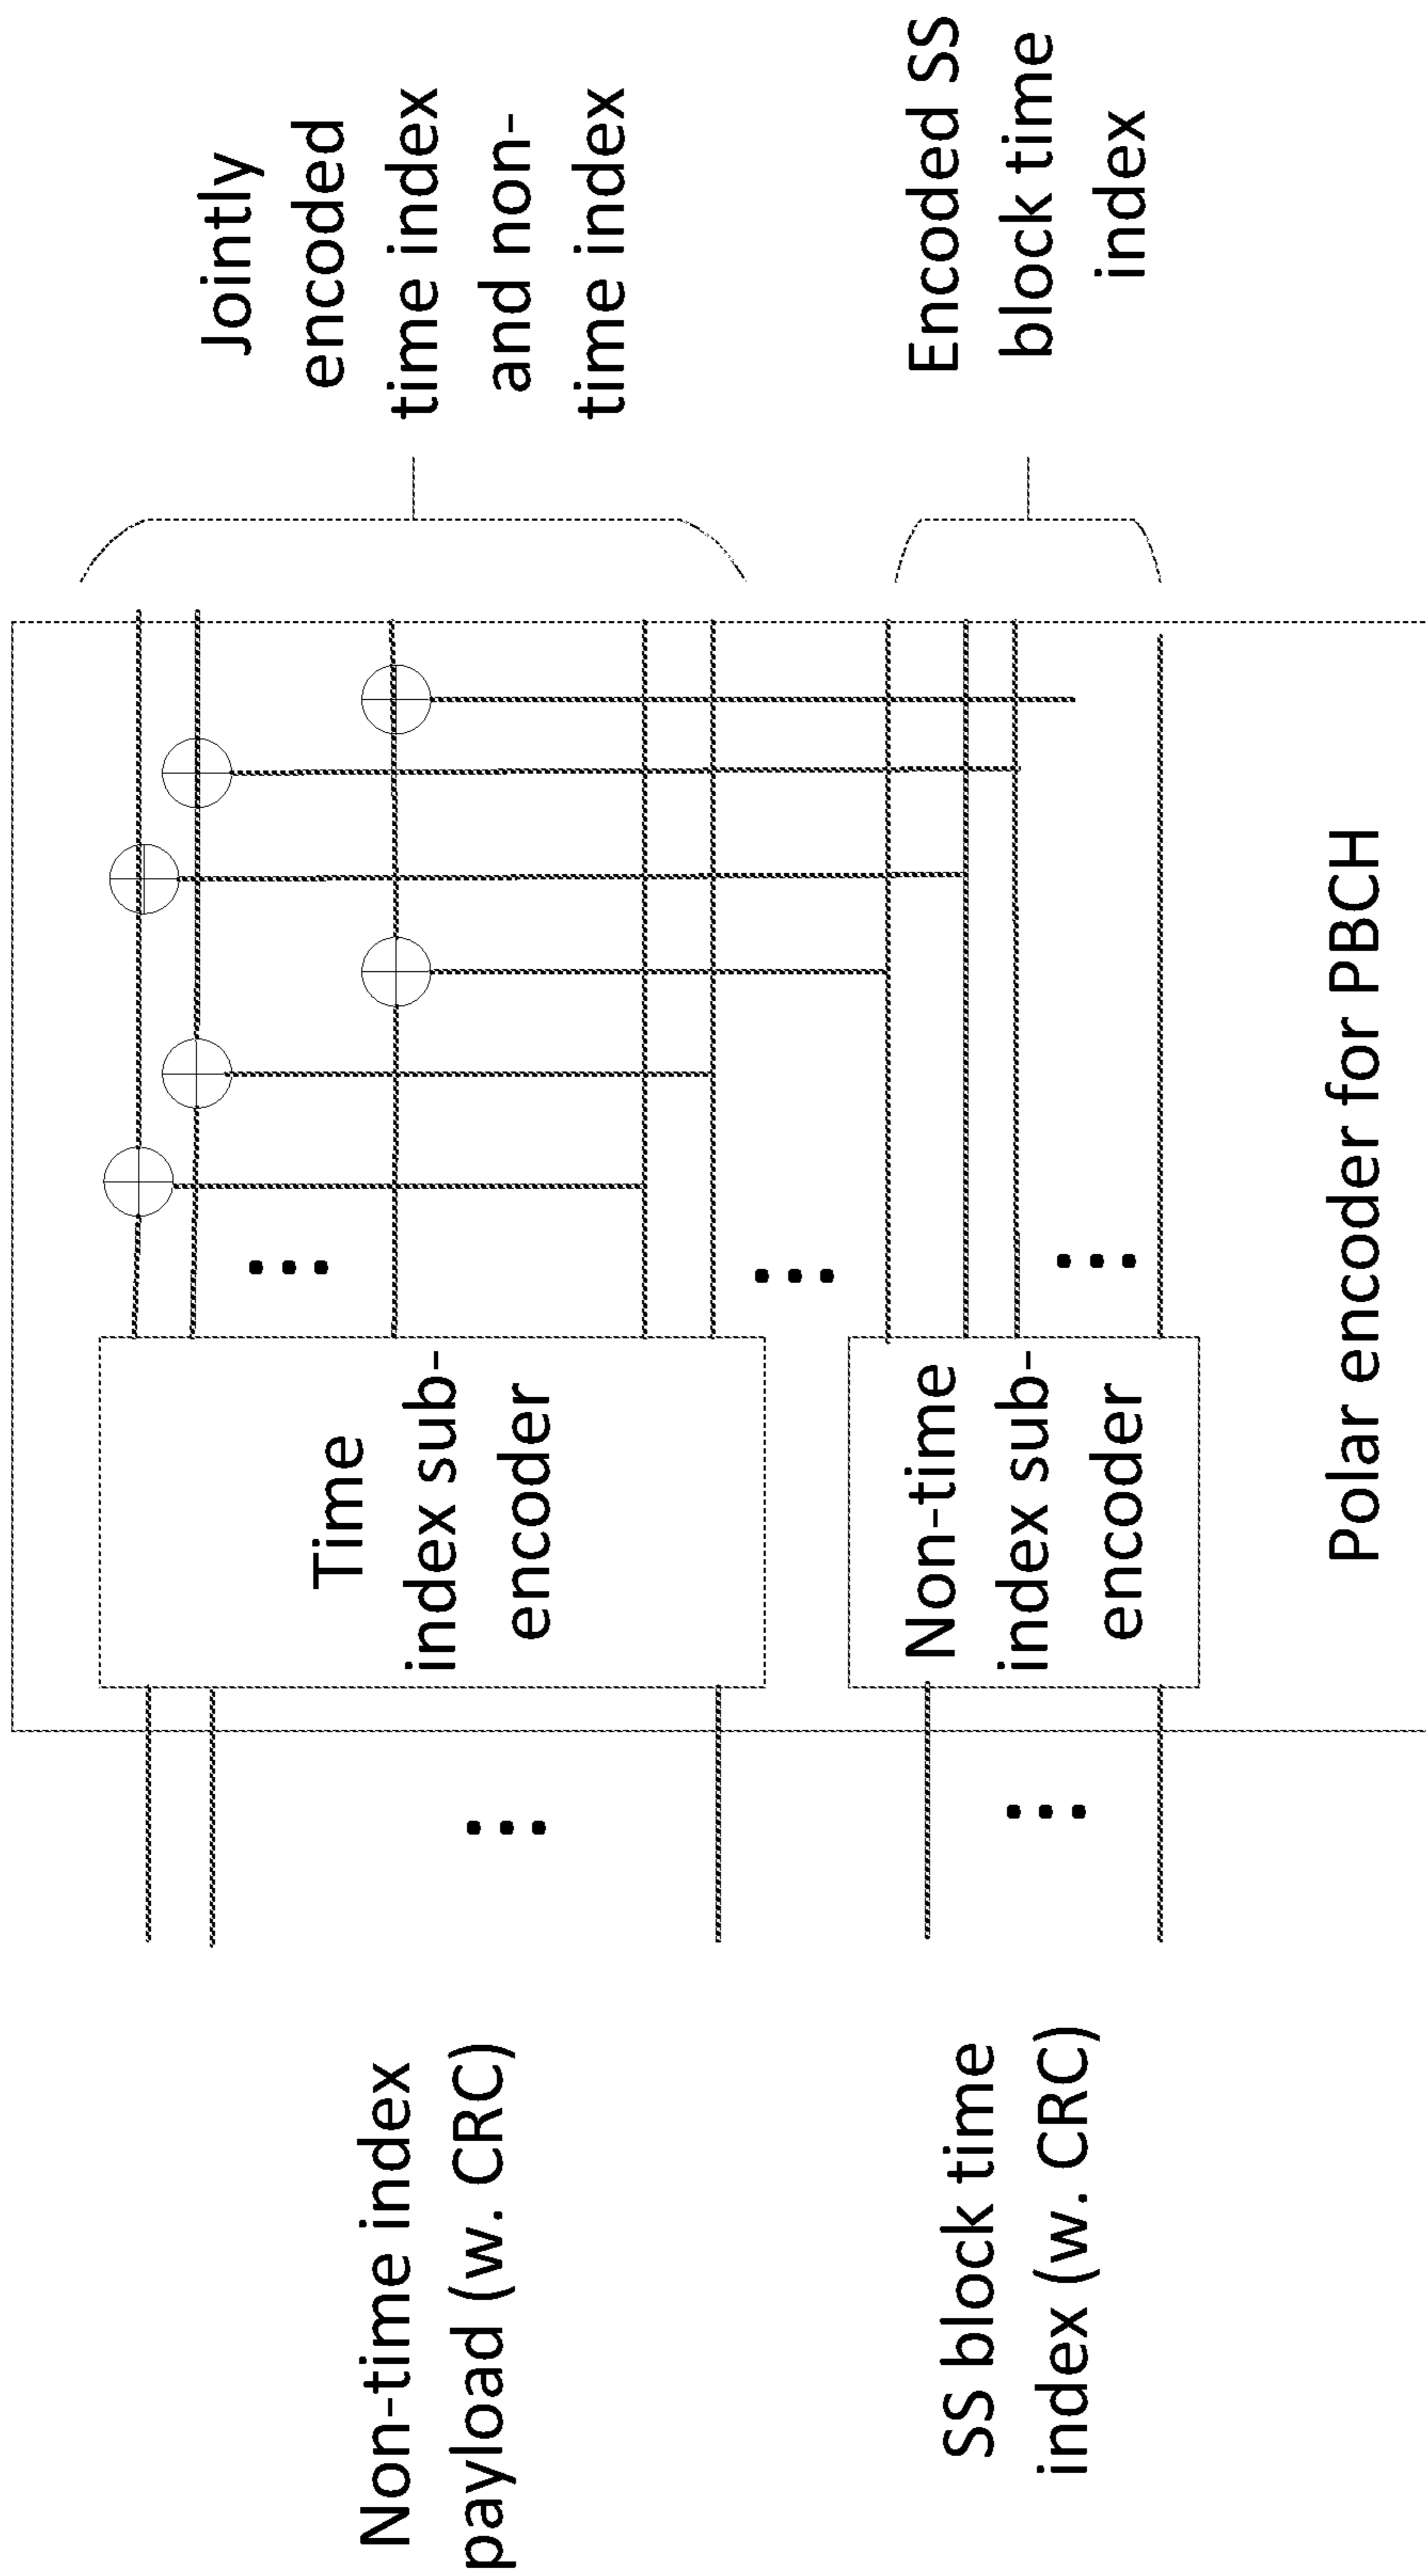 Non-time index
payload (w. CRC)
SS block time
index (w. CRC)
Time
index sub-
encoder
Non-time
index sub-
encoder
Polar encoder for PBCH
Jointly
encoded
time index
and non-
time index
Encoded SS
block time
index